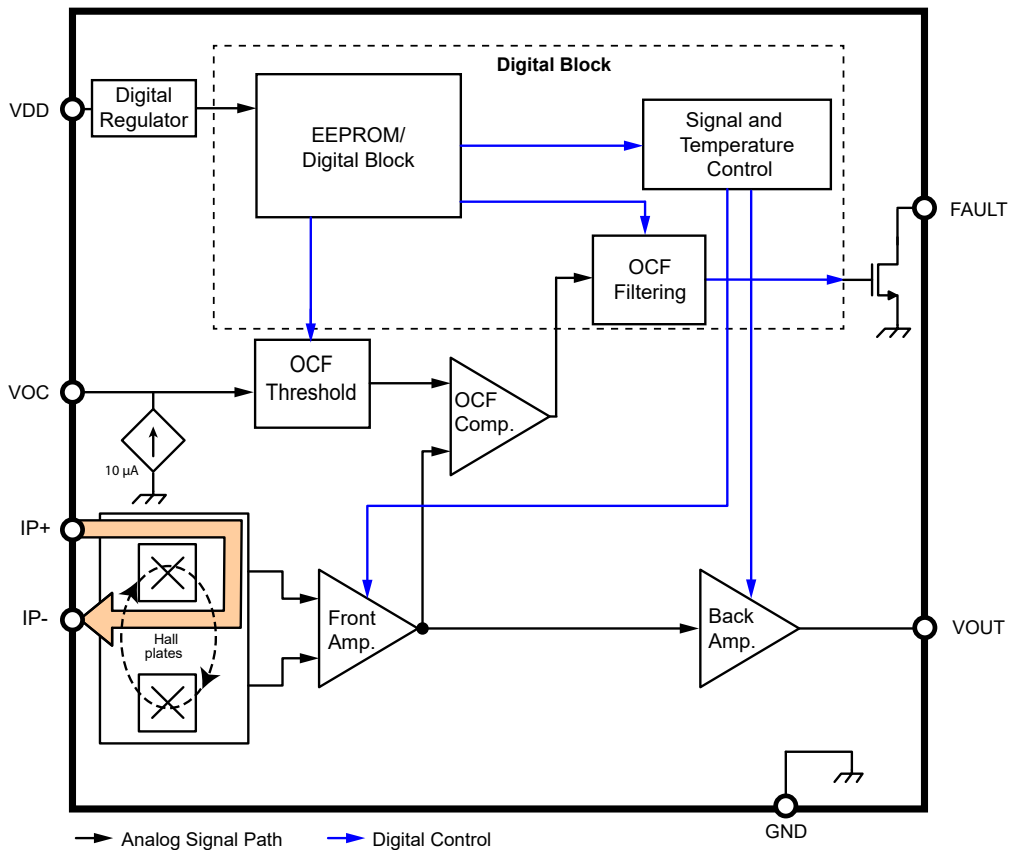 Digital Block
VDD
Digital
Regulator
EEPROM/
Digital Block
Signal and
Temperature
Control
FAULT
OCF
Filtering
VOC
OCF
Threshold
OCF
Comp.
10 µA
IP+
IP-
Hall
plates
Front
Amp.
Back
Amp.
VOUT
GND
Analog Signal Path
Digital Control